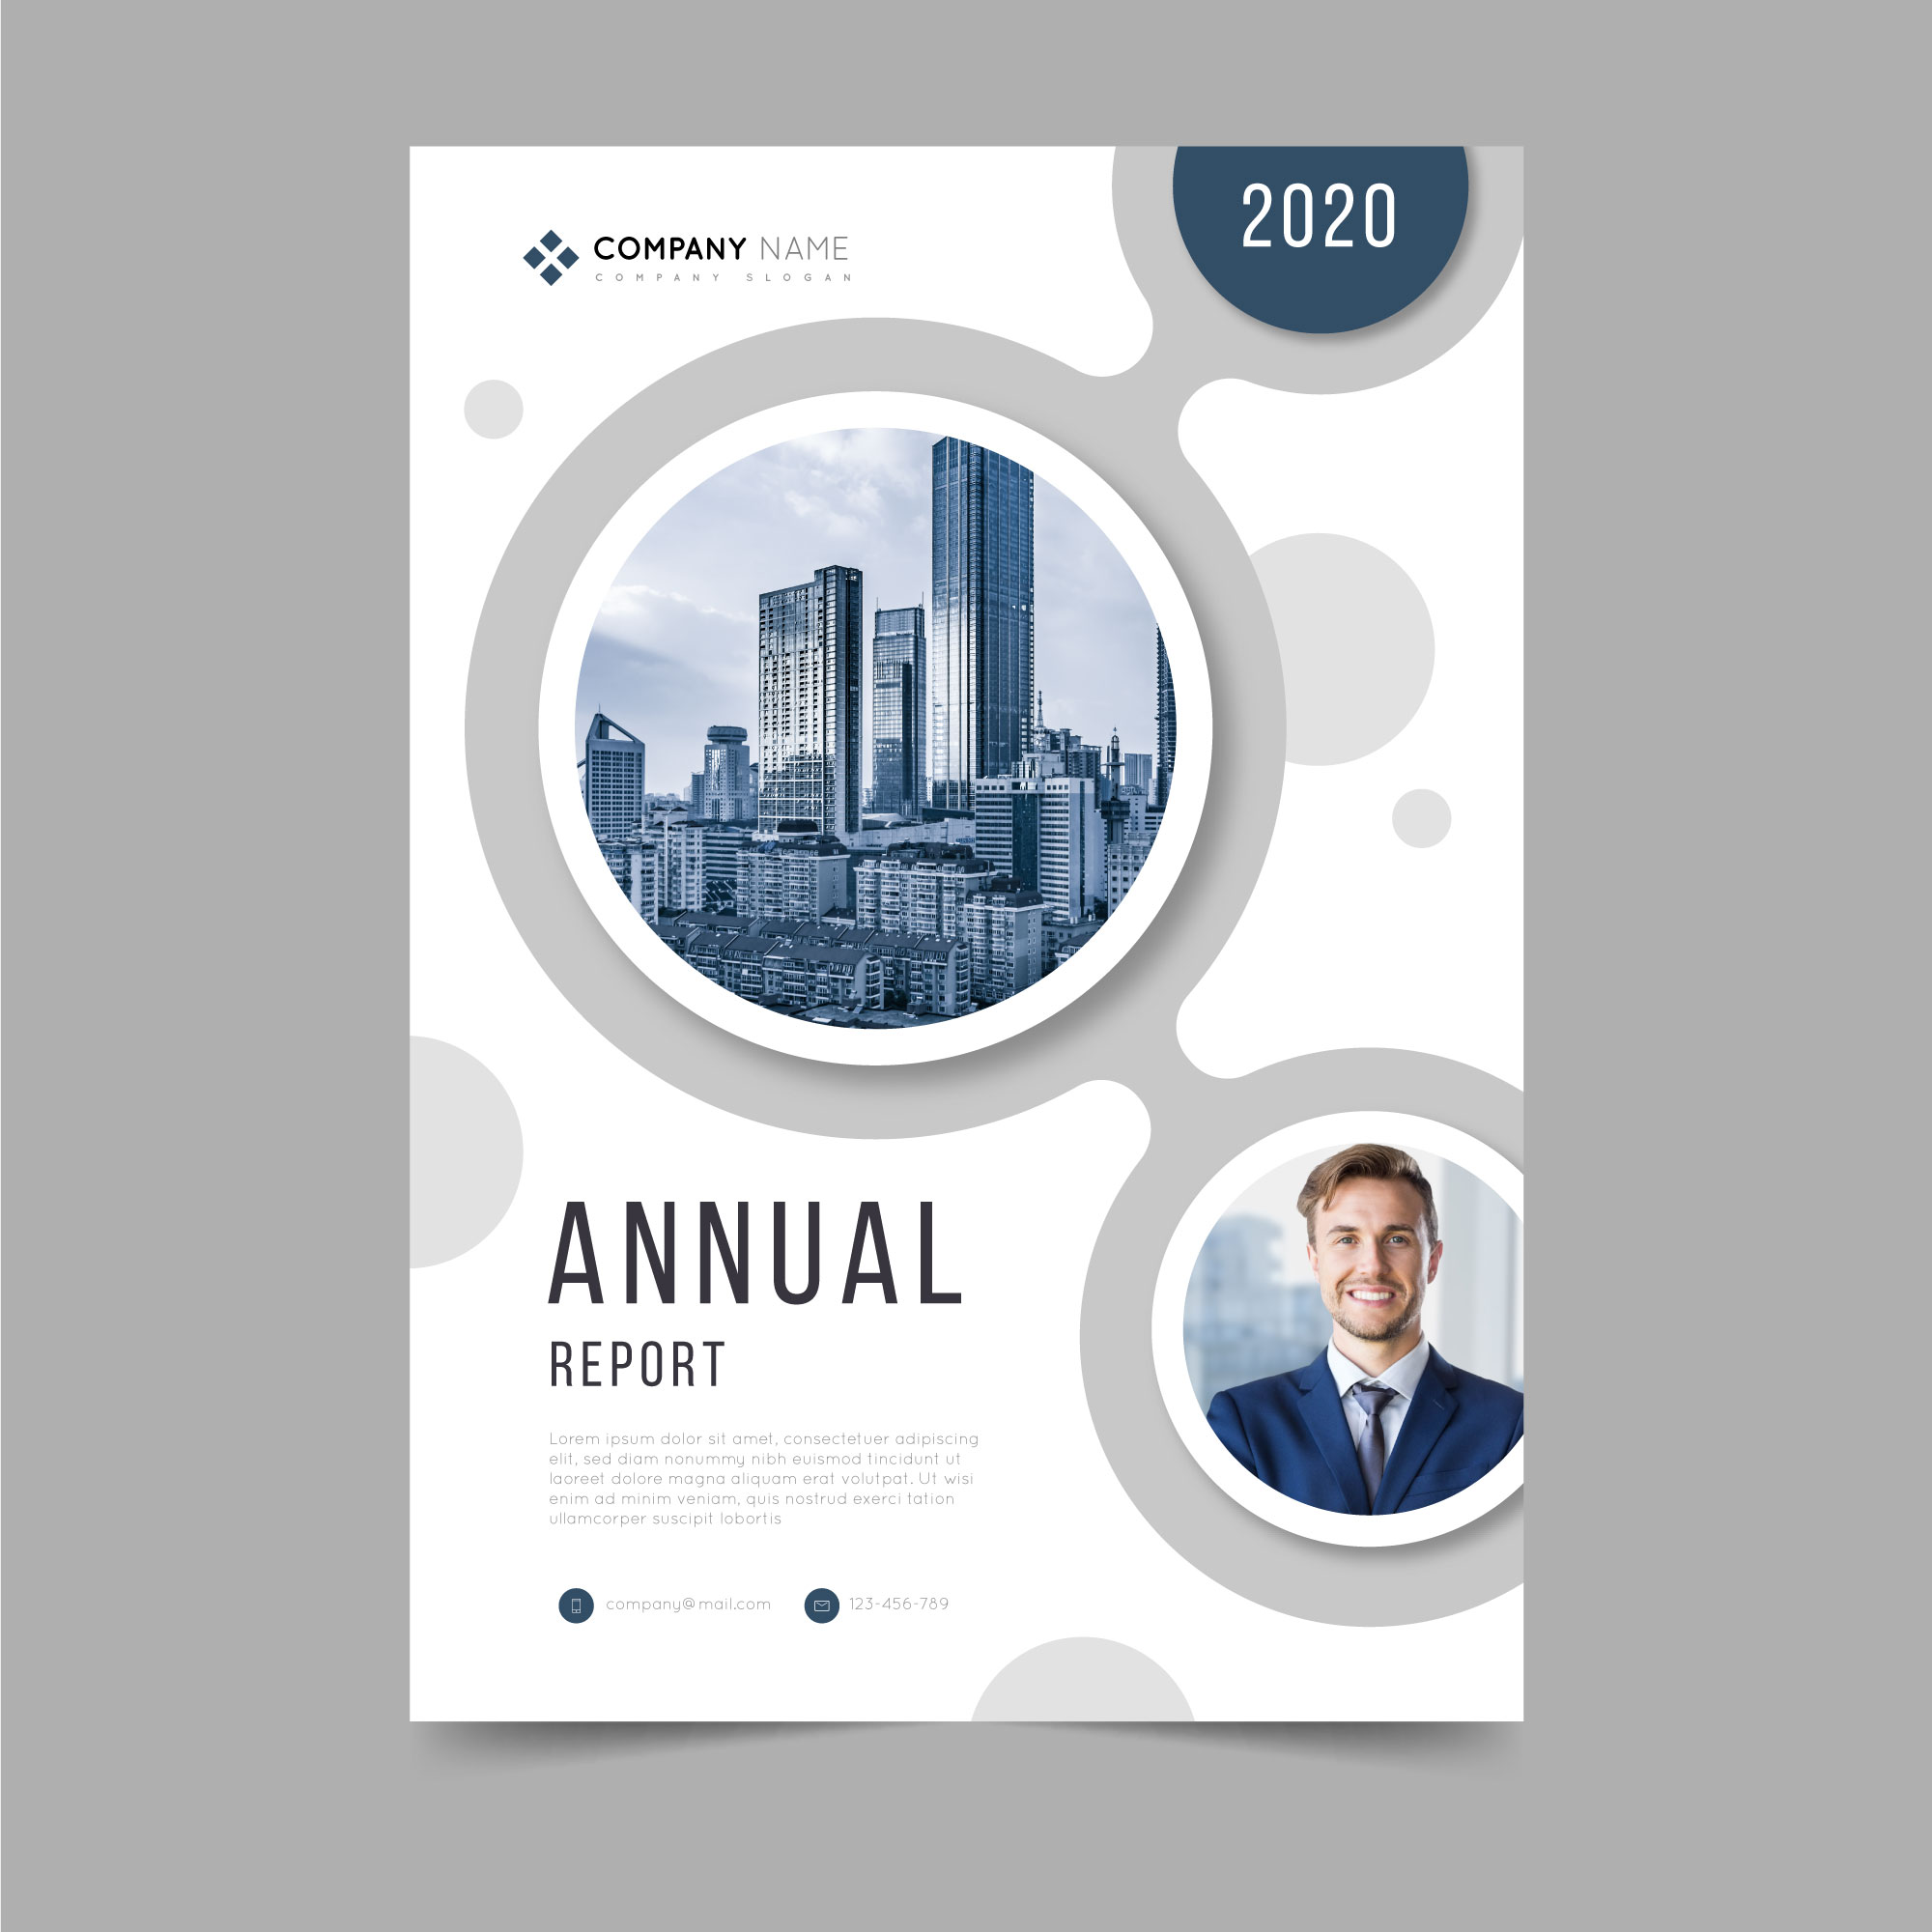 2020
COMPANY NAME
COMPANY SLOGAN
ANNUAL
REPORT
Lorem ipsum dolor sit amet, consectetuer adipiscing
elit, sed diam nonummy nibh euismod tincidunt ut
laoreet dolore magna aliquam erat volutpat. Ut wisi
enim ad minim veniam, quis nostrud exerci tation
ullamcorper suscipit lobortis
company@mail.com 123-456-789